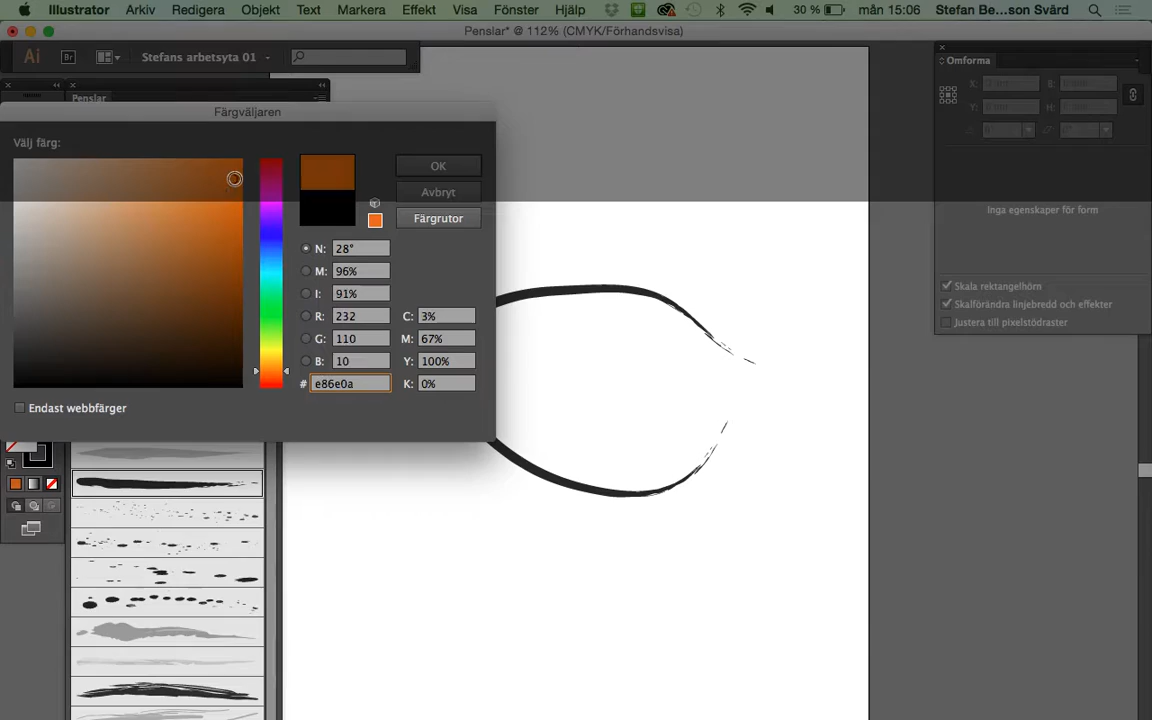 Illustrator Arkiv Redigera Objekt Text Markera Effekt Visa Fönster Hjälp 30 % mån 15:06 Stefan Be...son Svärd
Penslar* @ 112% (CMYK/Förhandsvisa)
Ai Br Stefans arbetsyta 01
Omforma
Penslar
X:
B:
Y:
H:
Färgväljaren
Välj färg:
OK
Avbryt
Färgrutor
Inga egenskaper för form
N: 28°
M: 96%
I: 91%
R: 232 C: 3%
G: 110 M: 67%
B: 10 Y: 100%
# e86e0a K: 0%
Endast webbfärger
Skala rektangelhörn
Skalförändra linjebredd och effekter
Justera till pixelstödraster